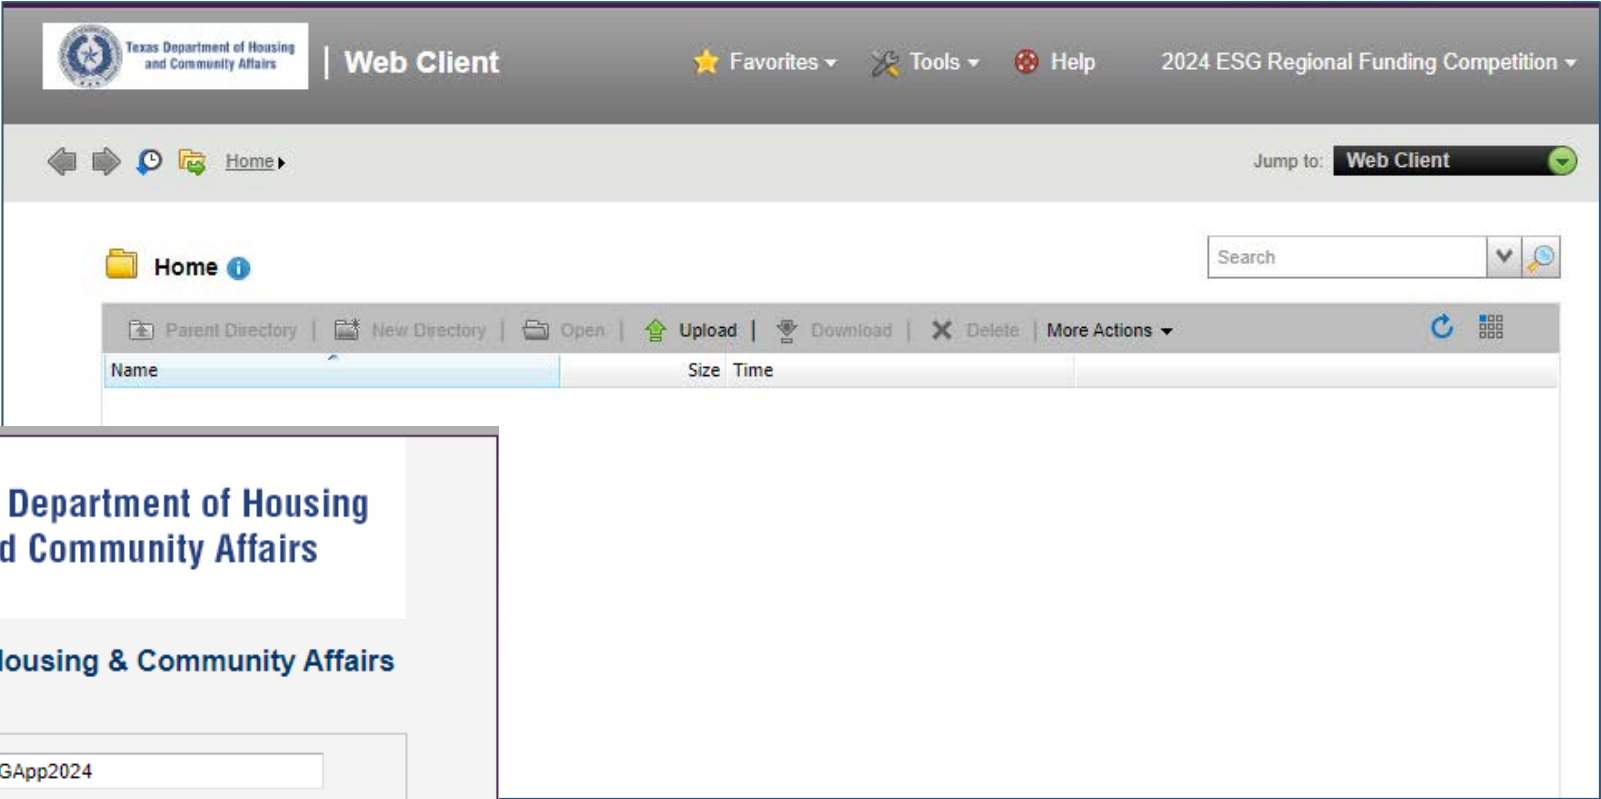 Texas Department of Housing
and Community Affairs
Web Client
Favorites
Tools
Help
2024 ESG Regional Funding Competition
Home
Jump to:
Web Client
Home
Search
Parent Directory
New Directory
Open
Upload
Download
Delete
More Actions
Name
Size
Time
Department of Housing
d Community Affairs
lousing & Community Affairs
GApp2024